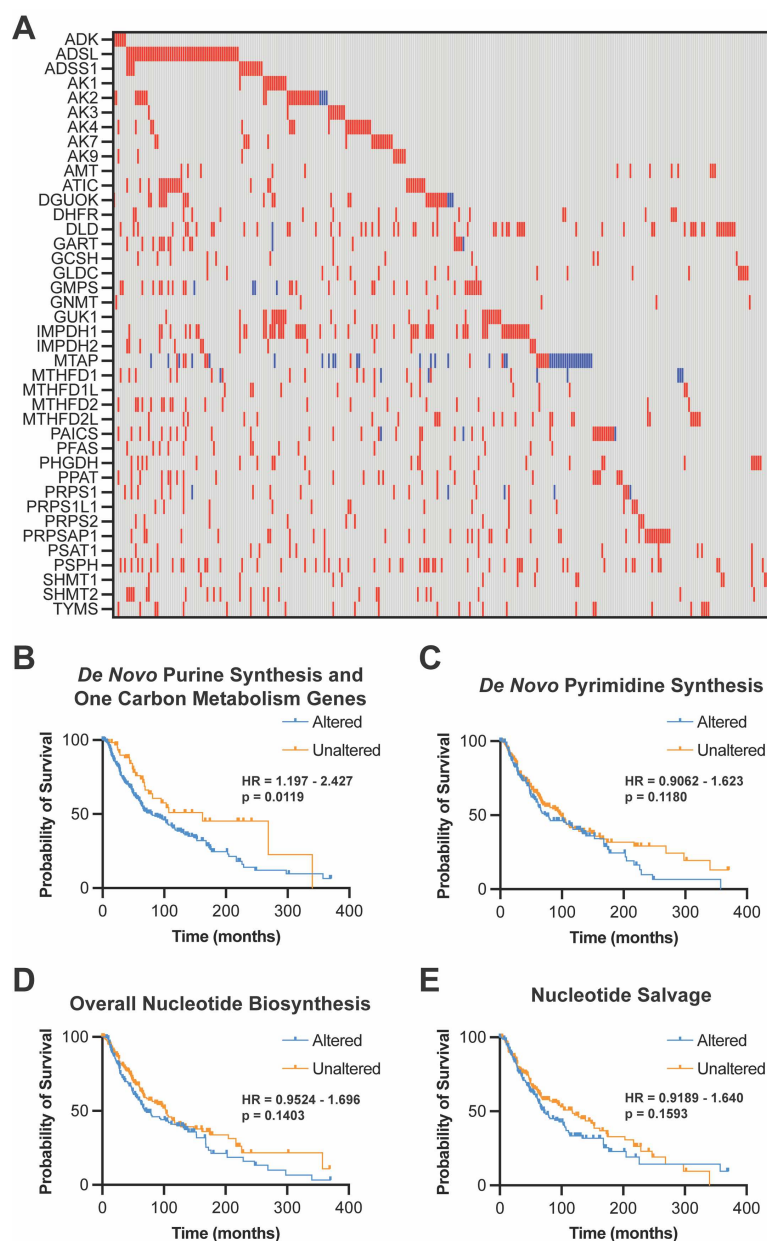 A
ADK
ADSL
ADSS1
AK1
AK2
AK3
AK4
AK7
AK9
AMT
ATIC
DGUOK
DHFR
DLD
GART
GCSH
GLDC
GMPS
GNMT
GUK1
IMPDH1
IMPDH2
MTAP
MTHFD1
MTHFD1L
MTHFD2
MTHFD2L
PAICS
PFAS
PHGDH
PPAT
PRPS1
PRPS1L1
PRPS2
PRPSAP1
PSAT1
PSPH
SHMT1
SHMT2
TYMS
B
De Novo Purine Synthesis and
One Carbon Metabolism Genes
Altered
Unaltered
HR = 1.197 - 2.427
p = 0.0119
Probability of Survival
100
50
0
0 100 200 300 400
Time (months)
C
De Novo Pyrimidine Synthesis
Altered
Unaltered
HR = 0.9062 - 1.623
p = 0.1180
Probability of Survival
100
50
0
0 100 200 300 400
Time (months)
D
Overall Nucleotide Biosynthesis
Altered
Unaltered
HR = 0.9524 - 1.696
p = 0.1403
Probability of Survival
100
50
0
0 100 200 300 400
Time (months)
E
Nucleotide Salvage
Altered
Unaltered
HR = 0.9189 - 1.640
p = 0.1593
Probability of Survival
100
50
0
0 100 200 300 400
Time (months)